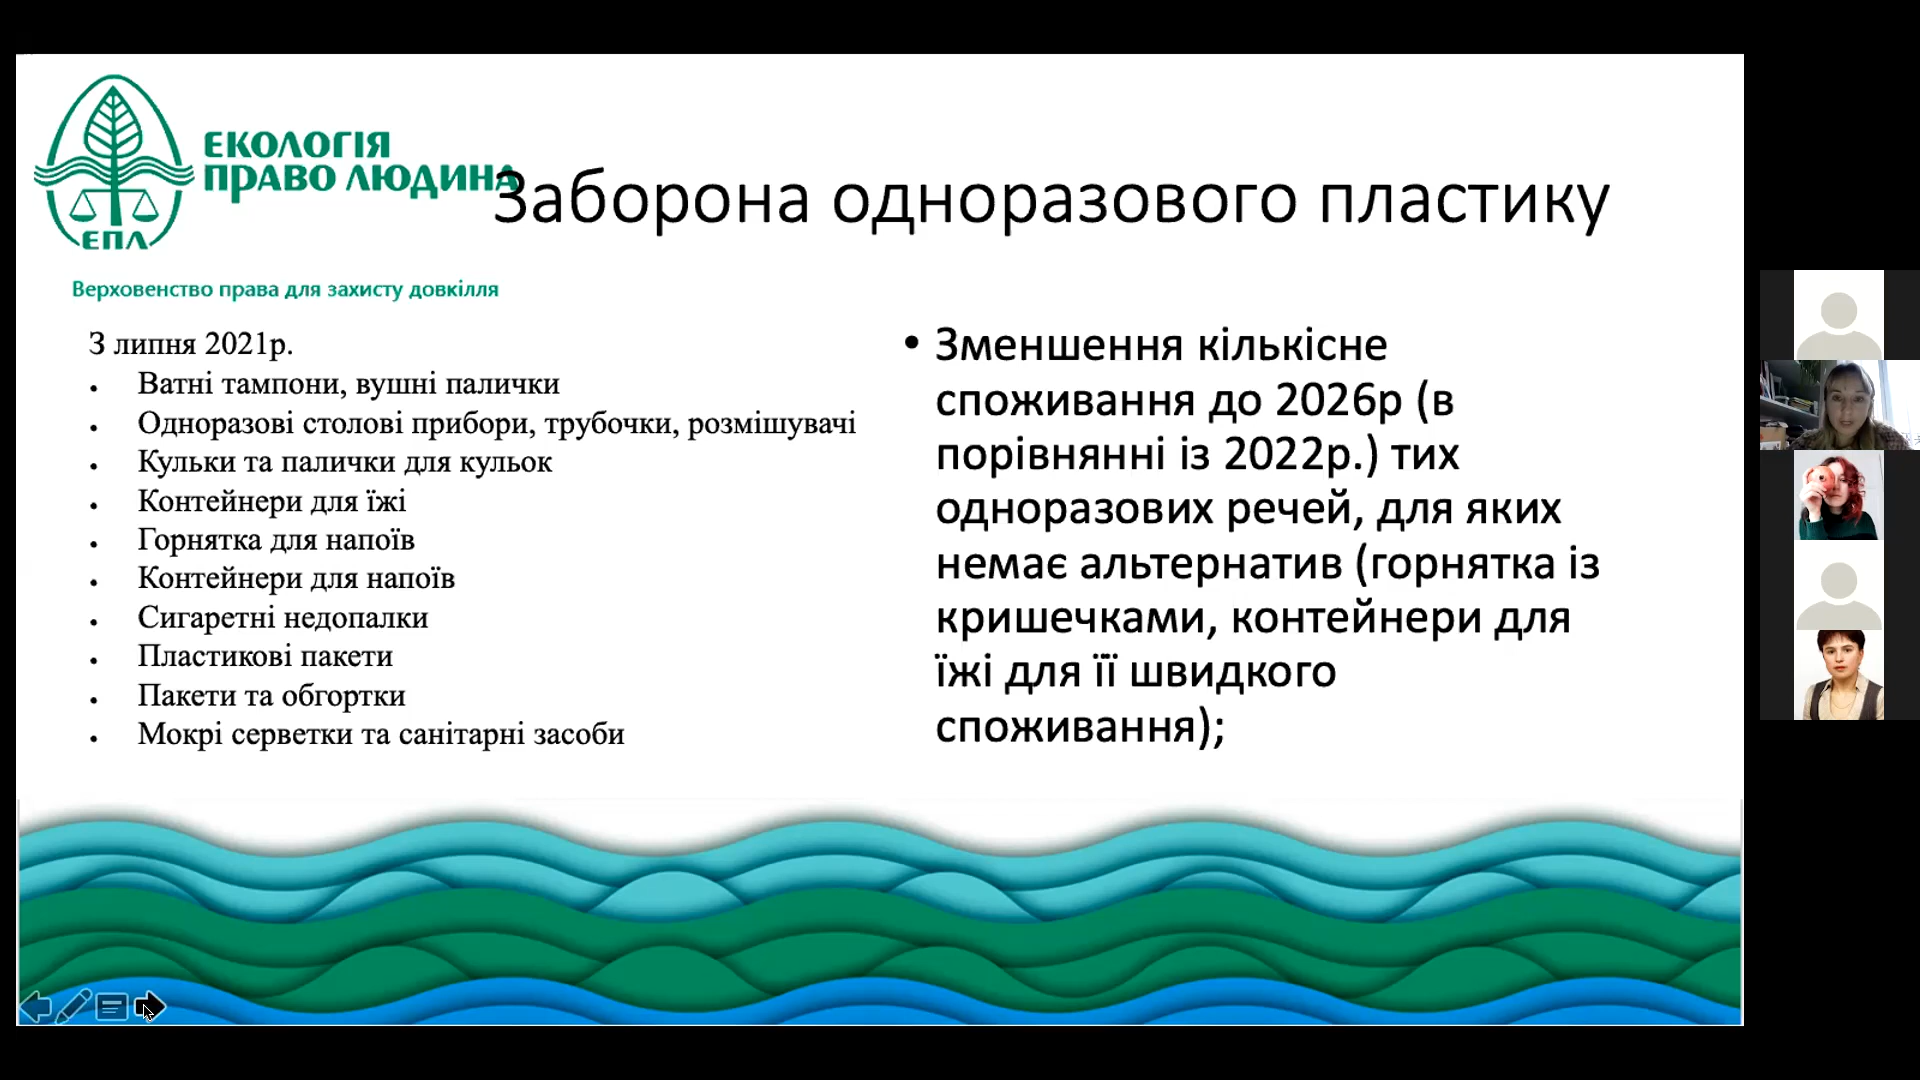 ЕКОЛОГІЯ
ПРАВО ЛЮДИНА
ЕПЛ
Верховенство права для захисту довкілля
Заборона одноразового пластику
З липня 2021р.
• Ватні тампони, вушні палички
• Одноразові столові прибори, трубочки, розмішувачі
• Кульки та палички для кульок
• Контейнери для їжі
• Горнятка для напоїв
• Контейнери для напоїв
• Сигаретні недопалки
• Пластикові пакети
• Пакети та обгортки
• Мокрі серветки та санітарні засоби
• Зменшення кількісне
споживання до 2026р (в
порівнянні із 2022р.) тих
одноразових речей, для яких
немає альтернатив (горнятка із
кришечками, контейнери для
їжі для її швидкого
споживання);